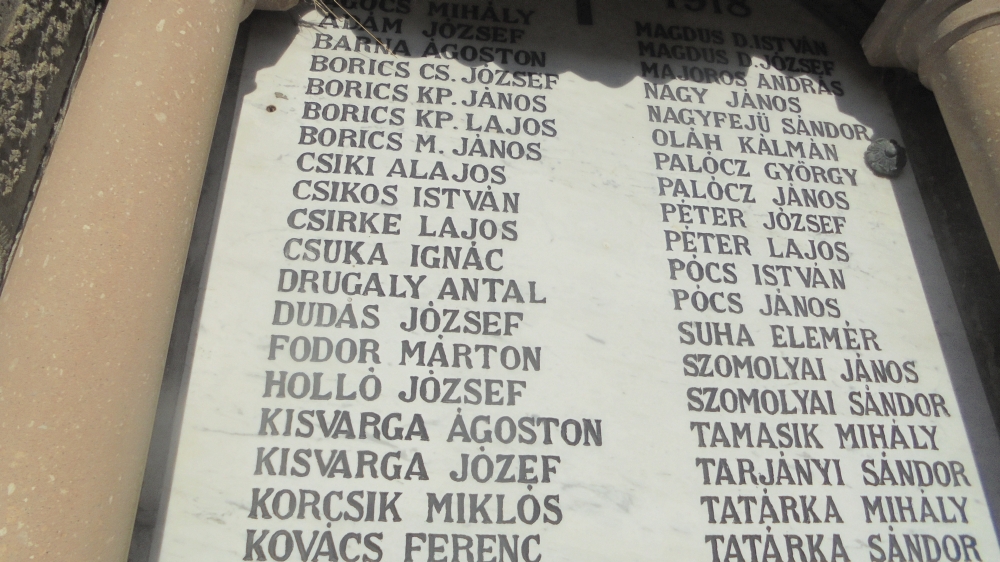 1918
MIHÁLY
ÁDÁM JÓZSEF
BARNA ÁGOSTON
BORICS CS. JÓZSEF
BORICS KP. JÁNOS
BORICS KP. LAJOS
BORICS M. JÁNOS
CSIKI ALAJOS
CSIKOS ISTVÁN
CSIRKE LAJOS
CSUKA IGNÁC
DRUGALY ANTAL
DUDÁS JÓZSEF
FODOR MÁRTON
HOLLÓ JÓZSEF
KISVARGA ÁGOSTON
KISVARGA JÓZEF
KORCSIK MIKLÓS
KOVÁCS FERENC
MAGDUS D. ISTVÁN
MAGDUS D. JÓZSEF
MAJOROS ANDRÁS
NAGY JÁNOS
NAGYFEJÜ SÁNDOR
OLÁH KÁLMÁN
PALÓCZ GYÖRGY
PALÓCZ JÁNOS
PÉTER JÓZSEF
PÉTER LAJOS
PÓCS ISTVÁN
PÓCS JÁNOS
SUHA ELEMÉR
SZOMOLYAI JÁNOS
SZOMOLYAI SÁNDOR
TAMASIK MIHÁLY
TARJÁNYI SÁNDOR
TATÁRKA MIHÁLY
TATÁRKA SÁNDOR